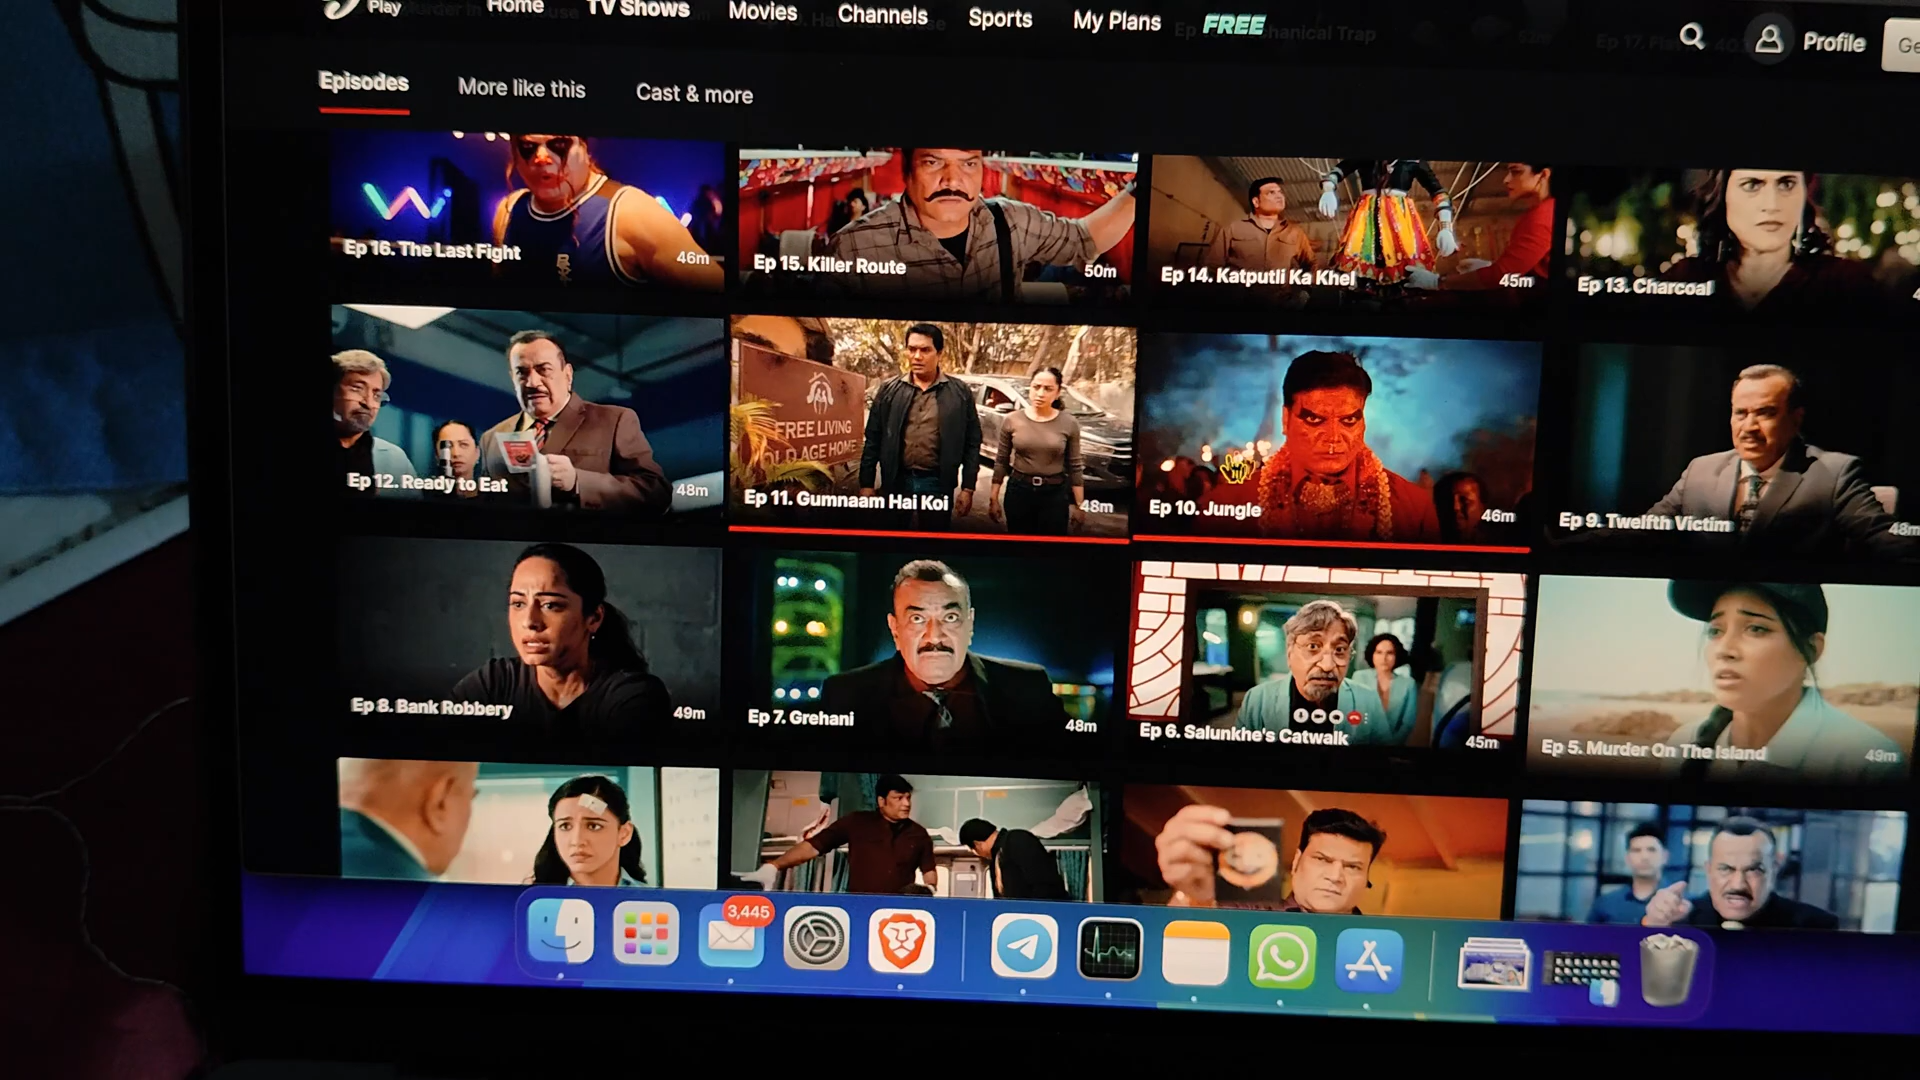 Play
Home
TV Shows
Movies
Channels
Sports
My Plans
FREE
Profile
Ge
Episodes
More like this
Cast & more
Ep 16. The Last Fight
46m
Ep 15. Killer Route
50m
Ep 14. Katputli Ka Khel
45m
Ep 13. Charcoal
Ep 12. Ready to Eat
48m
FREE LIVING
OLD AGE HOME
Ep 11. Gumnaam Hai Koi
48m
Ep 10. Jungle
46m
Ep 9. Twelfth Victim
48m
Ep 8. Bank Robbery
49m
Ep 7. Grehani
48m
Ep 6. Salunkhe's Catwalk
45m
Ep 5. Murder On The Island
49m
3,445